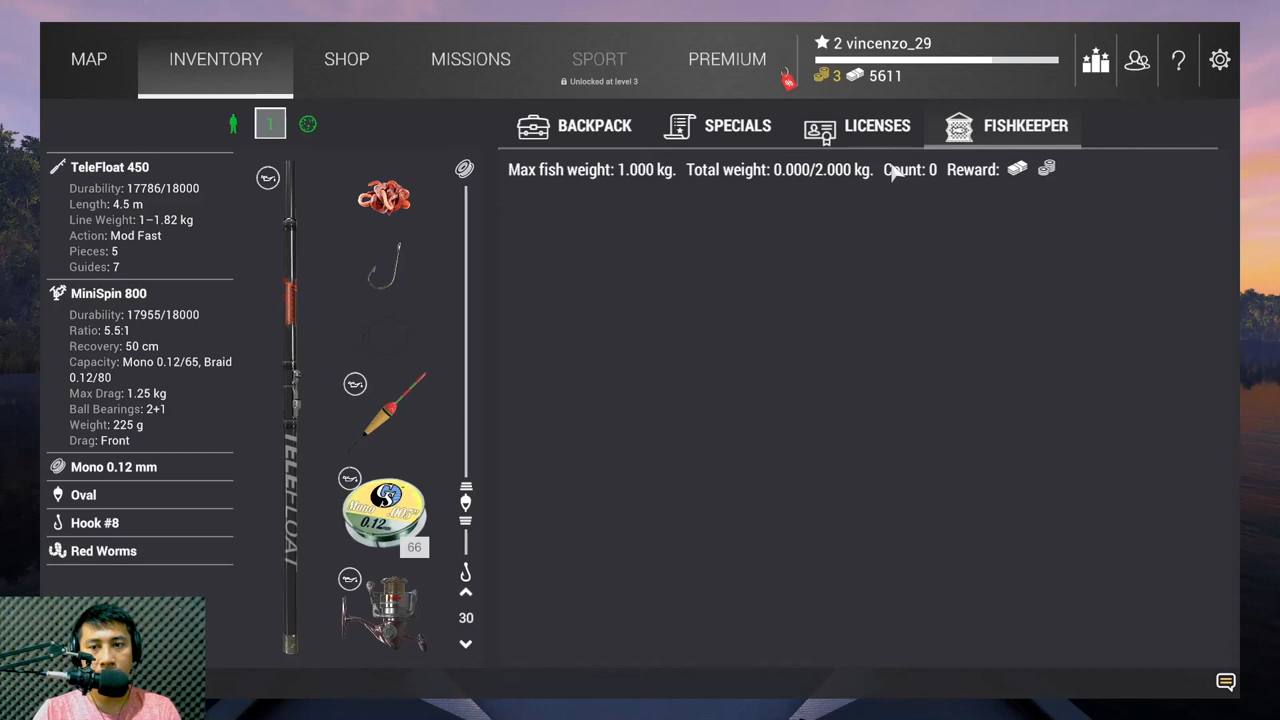 MAP
INVENTORY
SHOP
MISSIONS
SPORT
Unlocked at level 3
PREMIUM
2 vincenzo_29
3 5611
?
1
BACKPACK
SPECIALS
LICENSES
FISHKEEPER
Max fish weight: 1.000 kg. Total weight: 0.000/2.000 kg. Count: 0 Reward:
TeleFloat 450
Durability: 17786/18000
Length: 4.5 m
Line Weight: 1–1.82 kg
Action: Mod Fast
Pieces: 5
Guides: 7
MiniSpin 800
Durability: 17955/18000
Ratio: 5.5:1
Recovery: 50 cm
Capacity: Mono 0.12/65, Braid
0.12/80
Max Drag: 1.25 kg
Ball Bearings: 2+1
Weight: 225 g
Drag: Front
Mono 0.12 mm
Oval
Hook #8
Red Worms
TELEFLOAT
Mono .005"
0.12mm
66
30